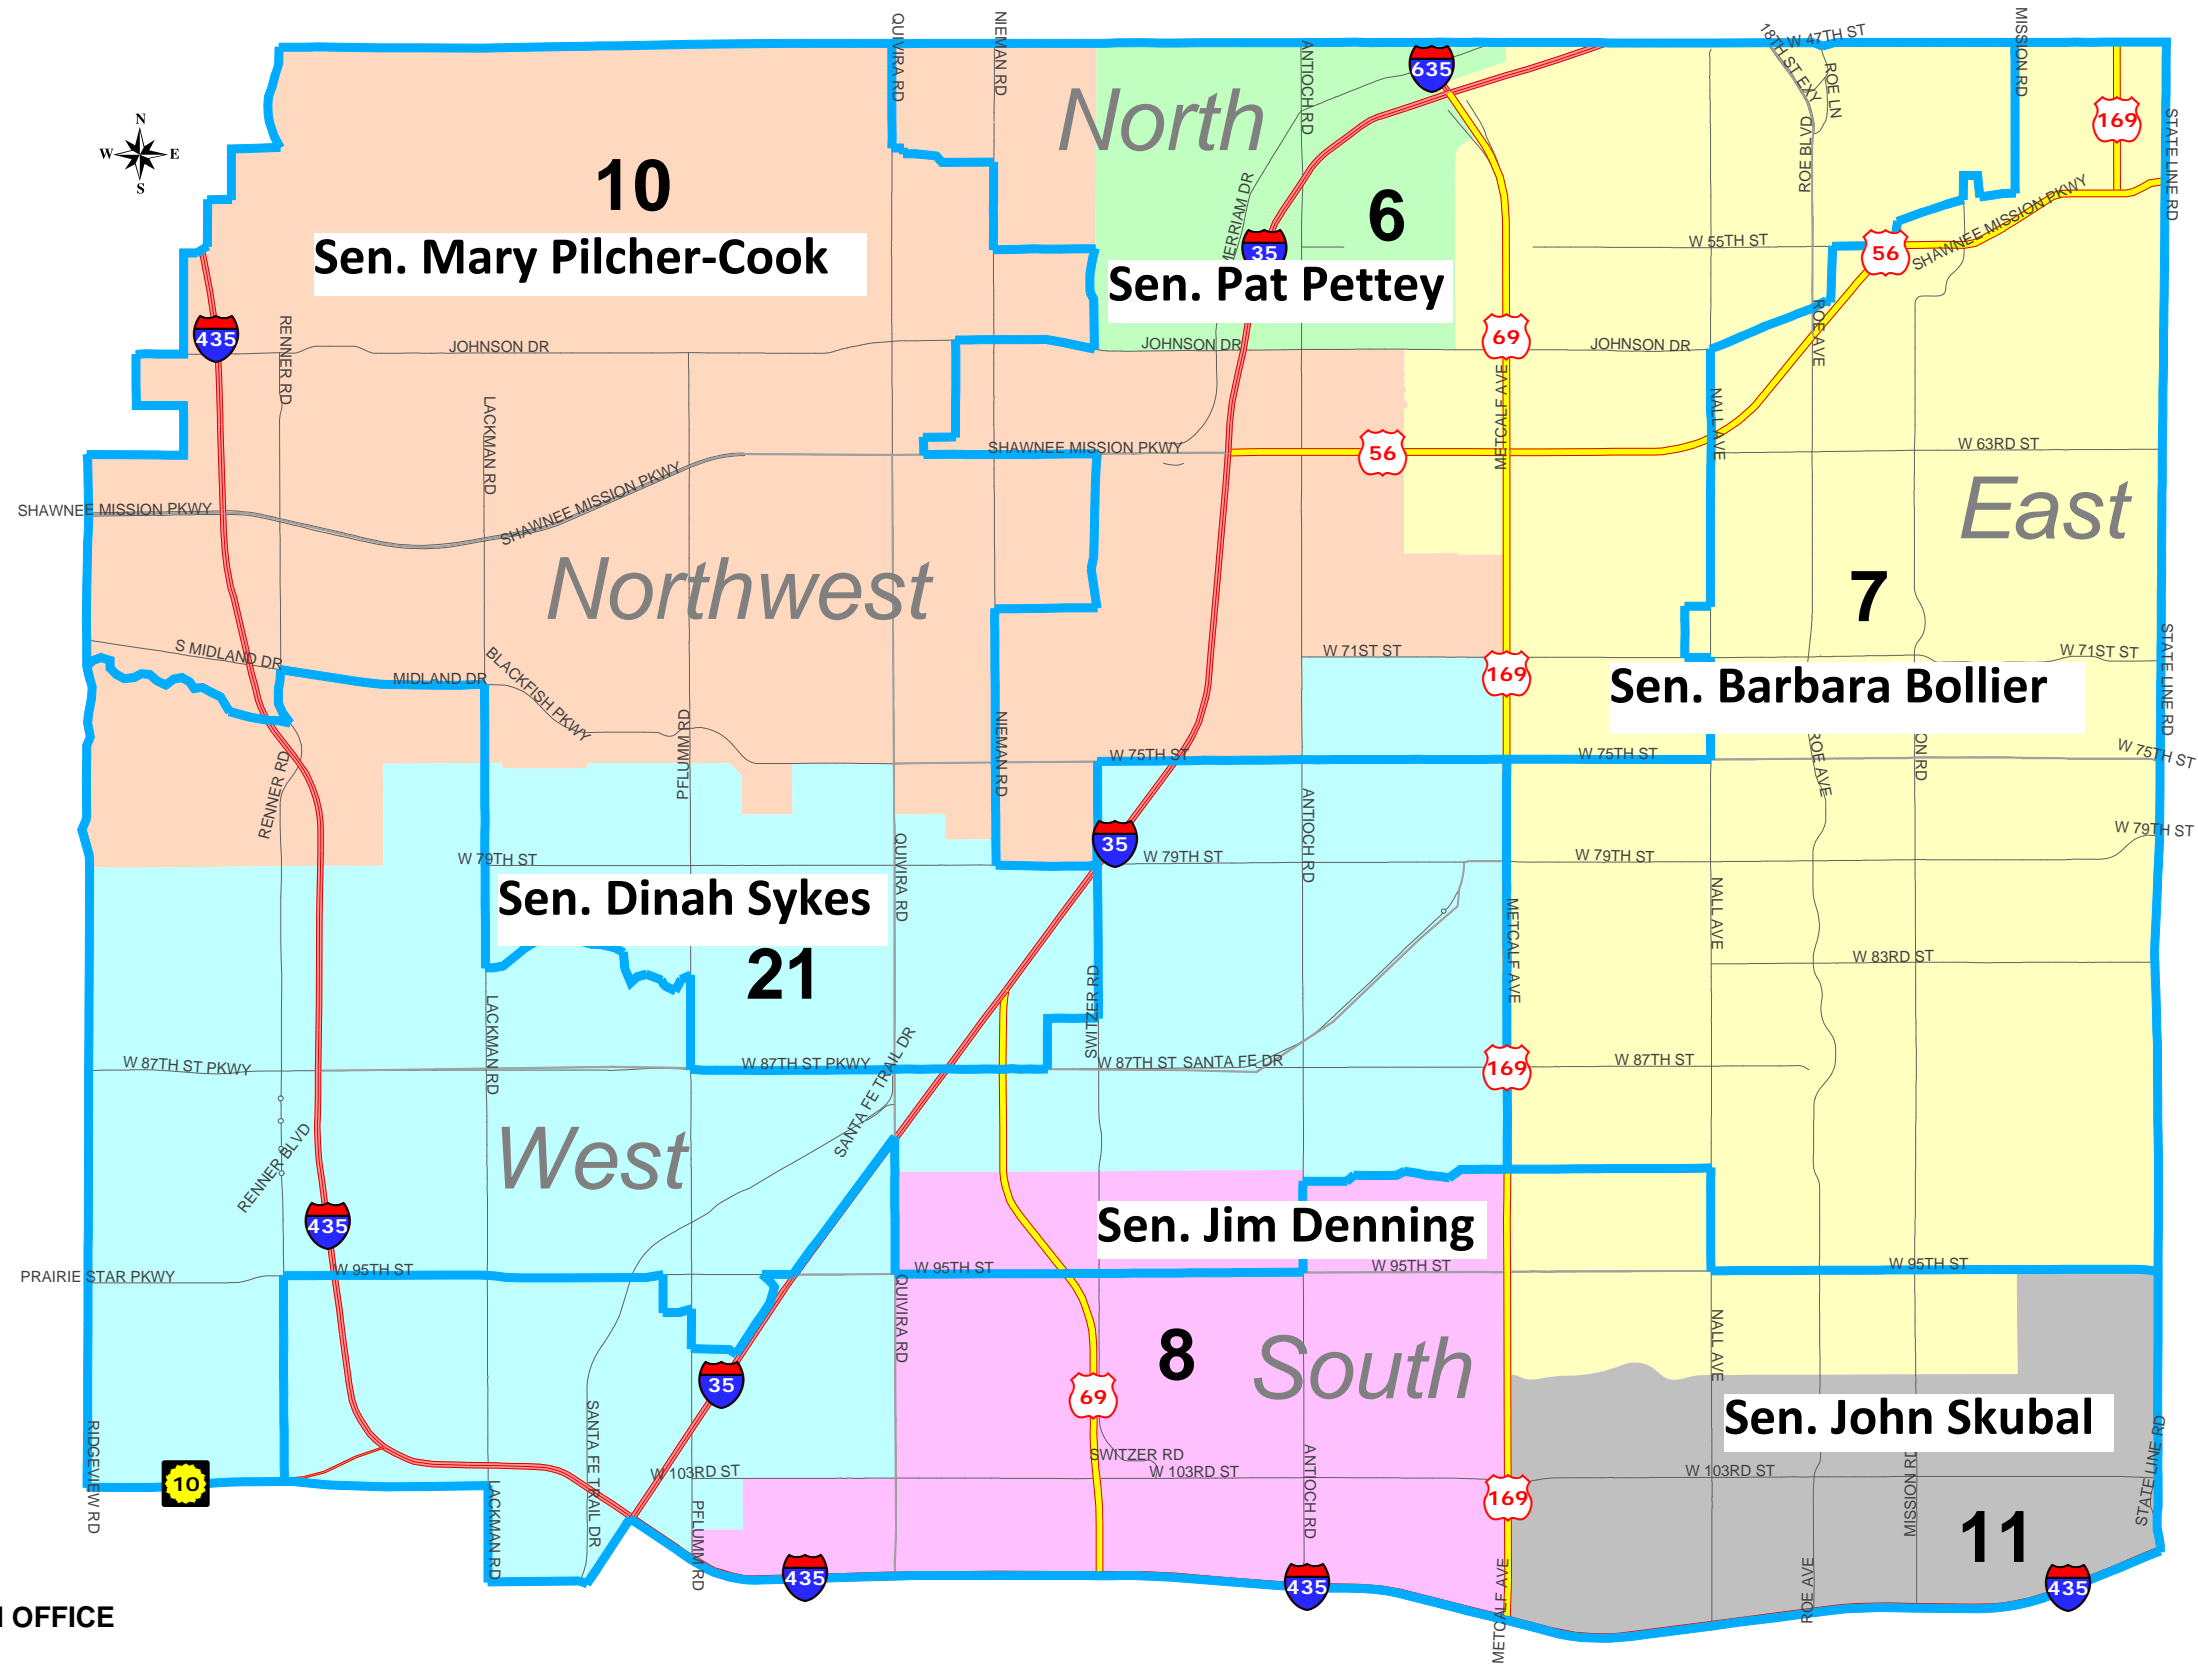 QUIVIRA RD
NIEMAN RD
ANTIOCH RD
635
18TH ST EXY
W 47TH ST
ROE LN
MISSION RD
169
STATE LINE RD
N
W
E
S
North
10
6
ROE BLVD
MERRIAM DR
SHAWNEE MISSION PKWY
W 55TH ST
56
35
Sen. Mary Pilcher-Cook
Sen. Pat Pettey
435
RENNER RD
JOHNSON DR
JOHNSON DR
69
JOHNSON DR
ROE AVE
LACKMAN RD
METCALF AVE
NALL AVE
SHAWNEE MISSION PKWY
56
W 63RD ST
SHAWNEE MISSION PKWY
SHAWNEE MISSION PKWY
East
Northwest
7
S MIDLAND DR
MIDLAND DR
BLACKFISH PKWY
W 71ST ST
W 71ST ST
STATE LINE RD
169
Sen. Barbara Bollier
PFLUMM RD
NIEMAN RD
W 75TH ST
W 75TH ST
ROE AVE
ON RD
W 75TH ST
RENNER RD
ANTIOCH RD
35
W 79TH ST
W 79TH ST
W 79TH ST
W 79TH ST
QUIVIRA RD
Sen. Dinah Sykes
METCALF AVE
NALL AVE
21
W 83RD ST
LACKMAN RD
SWITZER RD
W 87TH ST PKWY
W 87TH ST PKWY
SANTA FE TRAIL DR
W 87TH ST
SANTA FE DR
169
W 87TH ST
RENNER BLVD
West
435
Sen. Jim Denning
PRAIRIE STAR PKWY
W 95TH ST
W 95TH ST
W 95TH ST
W 95TH ST
QUIVIRA RD
8
South
NALL AVE
35
69
Sen. John Skubal
RIDGEVIEW RD
SANTA FE TRAIL DR
SWITZER RD
ANTIOCH RD
STATE LINE RD
10
W 103RD ST
W 103RD ST
169
W 103RD ST
MISSION RD
LACKMAN RD
PFLUMM RD
11
435
435
METCALF AVE
ROE AVE
435
OFFICE